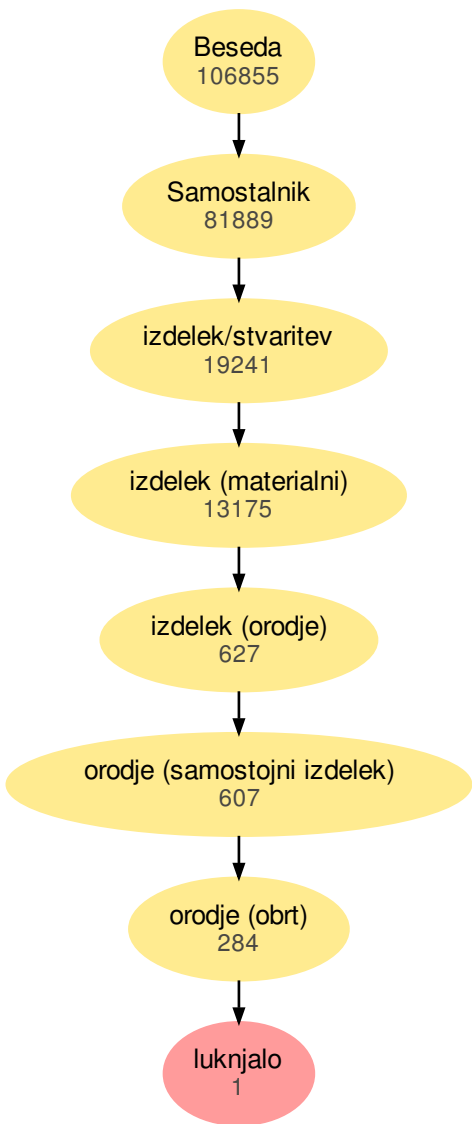 Beseda
106855
Samostalnik
81889
izdelek/stvaritev
19241
izdelek (materialni)
13175
izdelek (orodje)
627
orodje (samostojni izdelek)
607
orodje (obrt)
284
luknjalo
1